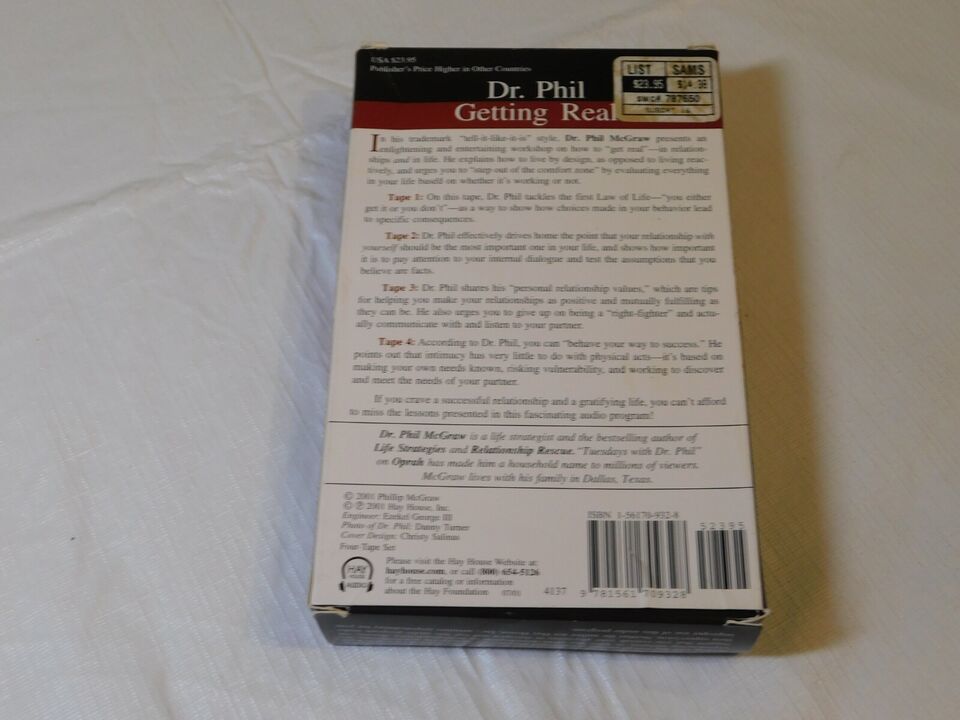 USA $23.95
Publisher's Price Higher in Other Countries
LIST SAMS
$23.95 $14.38
SWC# 787650
Dr. Phil
Getting Real
In his trademark "tell-it-like-it-is" style, Dr. Phil McGraw presents an
enlightening and entertaining workshop on how to "get real"—in relation-
ships and in life. He explains how to live by design, as opposed to living reac-
tively, and urges you to "step out of the comfort zone" by evaluating everything
in your life based on whether it's working or not.
Tape 1: On this tape, Dr. Phil tackles the first Law of Life—"you either
get it or you don't"—as a way to show how choices made in your behavior lead
to specific consequences.
Tape 2: Dr. Phil effectively drives home the point that your relationship with
yourself should be the most important one in your life, and shows how important
it is to pay attention to your internal dialogue and test the assumptions that you
believe are facts.
Tape 3: Dr. Phil shares his "personal relationship values," which are tips
for helping you make your relationships as positive and mutually fulfilling as
they can be. He also urges you to give up on being a "right-fighter" and actu-
ally communicate with and listen to your partner.
Tape 4: According to Dr. Phil, you can "behave your way to success." He
points out that intimacy has very little to do with physical acts—it's based on
making your own needs known, risking vulnerability, and working to discover
and meet the needs of your partner.
If you crave a successful relationship and a gratifying life, you can't afford
to miss the lessons presented in this fascinating audio program!
Dr. Phil McGraw is a life strategist and the bestselling author of
Life Strategies and Relationship Rescue. "Tuesdays with Dr. Phil"
on Oprah has made him a household name to millions of viewers.
McGraw lives with his family in Dallas, Texas.
© 2001 Phillip McGraw
© ℗ 2001 Hay House, Inc.
Engineer: Ezekiel George III
Photo of Dr. Phil: Danny Turner
Cover Design: Christy Salinas
Four-Tape Set
HAY
HOUSE
AUDIO
Please visit the Hay House Website at:
hayhouse.com, or call (800) 654-5126
for a free catalog or information
about the Hay Foundation
4137
ISBN 1-56170-932-8
52395
9 781561 709328